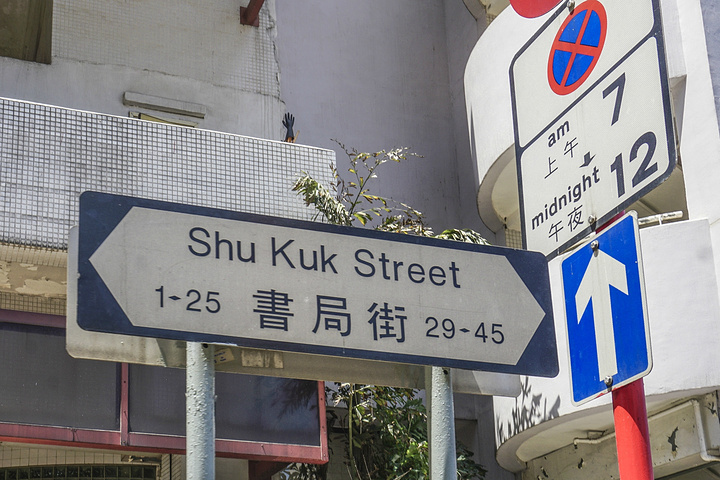 Shu Kuk Street
1-25 書局街 29-45
am 7
上午
midnight 12
午夜